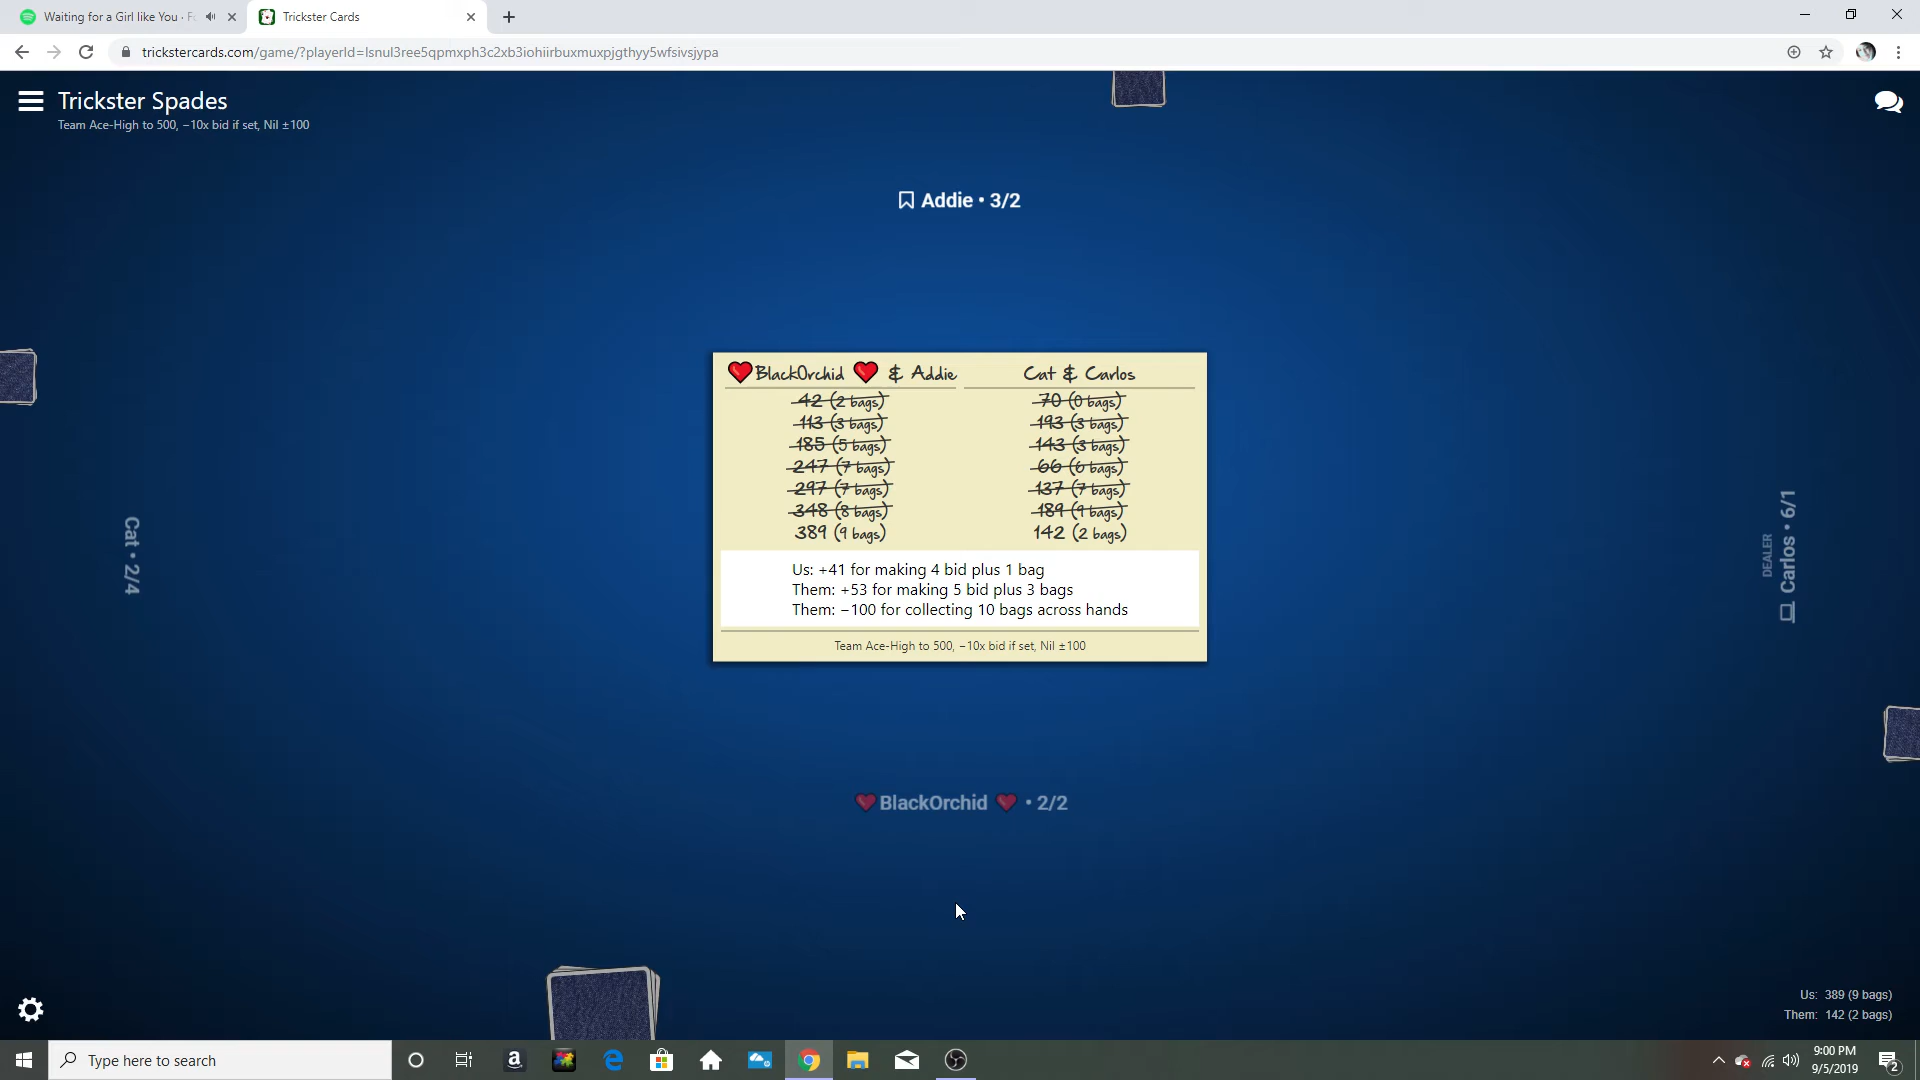 Waiting for a Girl like You · F
Trickster Cards
trickstercards.com/game/?playerId=lsnul3ree5qpmxph3c2xb3iohiirbuxmuxpjgthyy5wfsivsjypa
Trickster Spades
Team Ace-High to 500, −10x bid if set, Nil ±100
Addie • 3/2
Cat • 2/4
DEALER
Carlos • 6/1
❤️BlackOrchid ❤️ & Addie Cat & Carlos
42 (2 bags) 70 (0 bags)
113 (3 bags) 193 (3 bags)
185 (5 bags) 143 (3 bags)
247 (7 bags) 66 (6 bags)
297 (7 bags) 137 (7 bags)
348 (8 bags) 189 (9 bags)
389 (9 bags) 142 (2 bags)
Us: +41 for making 4 bid plus 1 bag
Them: +53 for making 5 bid plus 3 bags
Them: −100 for collecting 10 bags across hands
Team Ace-High to 500, −10x bid if set, Nil ±100
❤️BlackOrchid ❤️ • 2/2
Us: 389 (9 bags)
Them: 142 (2 bags)
Type here to search
9:00 PM
9/5/2019
2